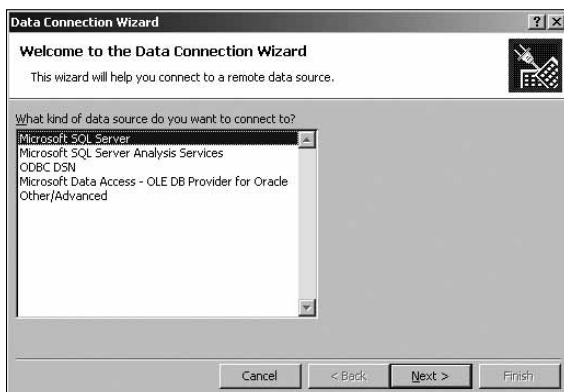 Data Connection Wizard
Welcome to the Data Connection Wizard
This wizard will help you connect to a remote data source.
What kind of data source do you want to connect to?
Microsoft SQL Server
Microsoft SQL Server Analysis Services
ODBC DSN
Microsoft Data Access - OLE DB Provider for Oracle
Other/Advanced
Cancel
< Back
Next >
Finish